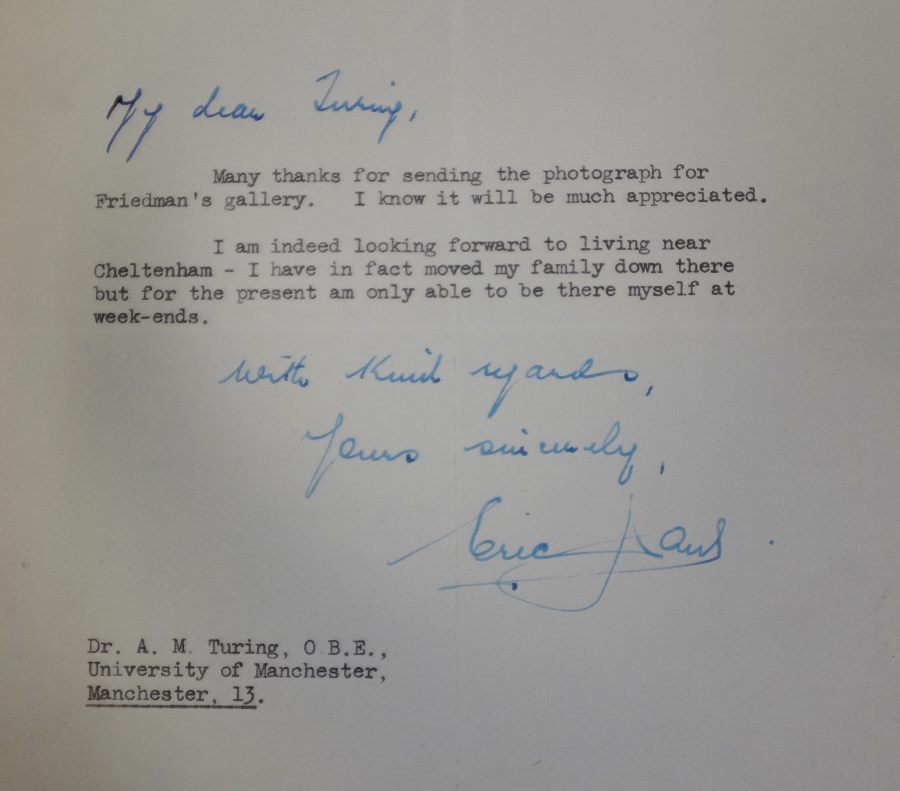 My dear Turing,
Many thanks for sending the photograph for
Friedman's gallery. I know it will be much appreciated.
I am indeed looking forward to living near
Cheltenham - I have in fact moved my family down there
but for the present am only able to be there myself at
week-ends.
With kind regards,
Yours sincerely,
Eric Jones.
Dr. A. M. Turing, O.B.E.,
University of Manchester,
Manchester, 13.